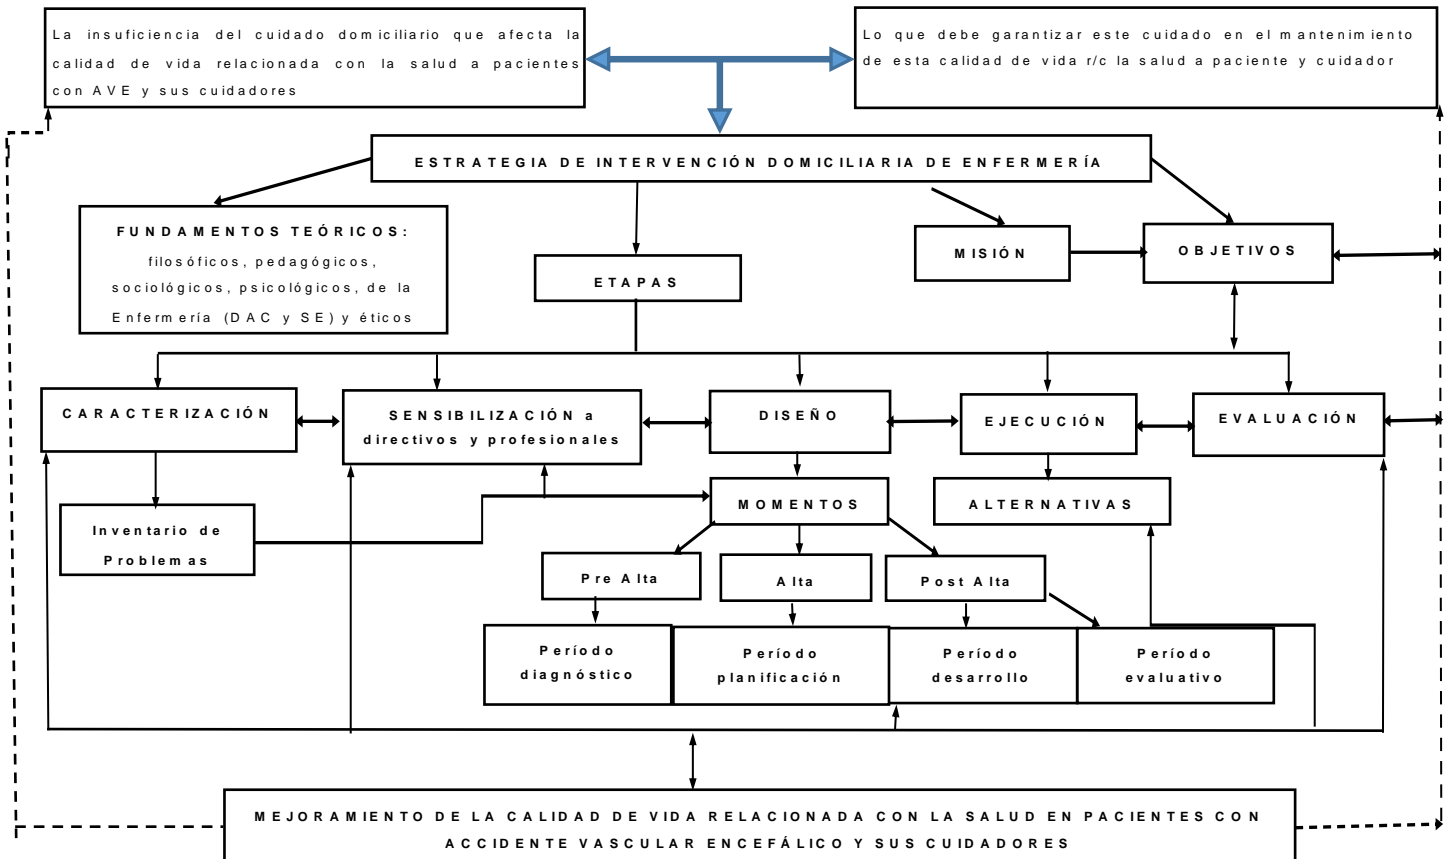 La insuficiencia del cuidado domiciliario que afecta la
calidad de vida relacionada con la salud a pacientes
con AVE y sus cuidadores
Lo que debe garantizar este cuidado en el mantenimiento
de esta calidad de vida r/c la salud a paciente y cuidador
ESTRATEGIA DE INTERVENCIÓN DOMICILIARIA DE ENFERMERÍA
FUNDAMENTOS TEÓRICOS:
filosóficos, pedagógicos,
sociológicos, psicológicos, de la
Enfermería (DAC y SE) y éticos
MISIÓN
OBJETIVOS
ETAPAS
CARACTERIZACIÓN
SENSIBILIZACIÓN a
directivos y profesionales
DISEÑO
EJECUCIÓN
EVALUACIÓN
Inventario de
Problemas
MOMENTOS
ALTERNATIVAS
Pre Alta
Alta
Post Alta
Período
diagnóstico
Período
planificación
Período
desarrollo
Período
evaluativo
MEJORAMIENTO DE LA CALIDAD DE VIDA RELACIONADA CON LA SALUD EN PACIENTES CON
ACCIDENTE VASCULAR ENCEFÁLICO Y SUS CUIDADORES